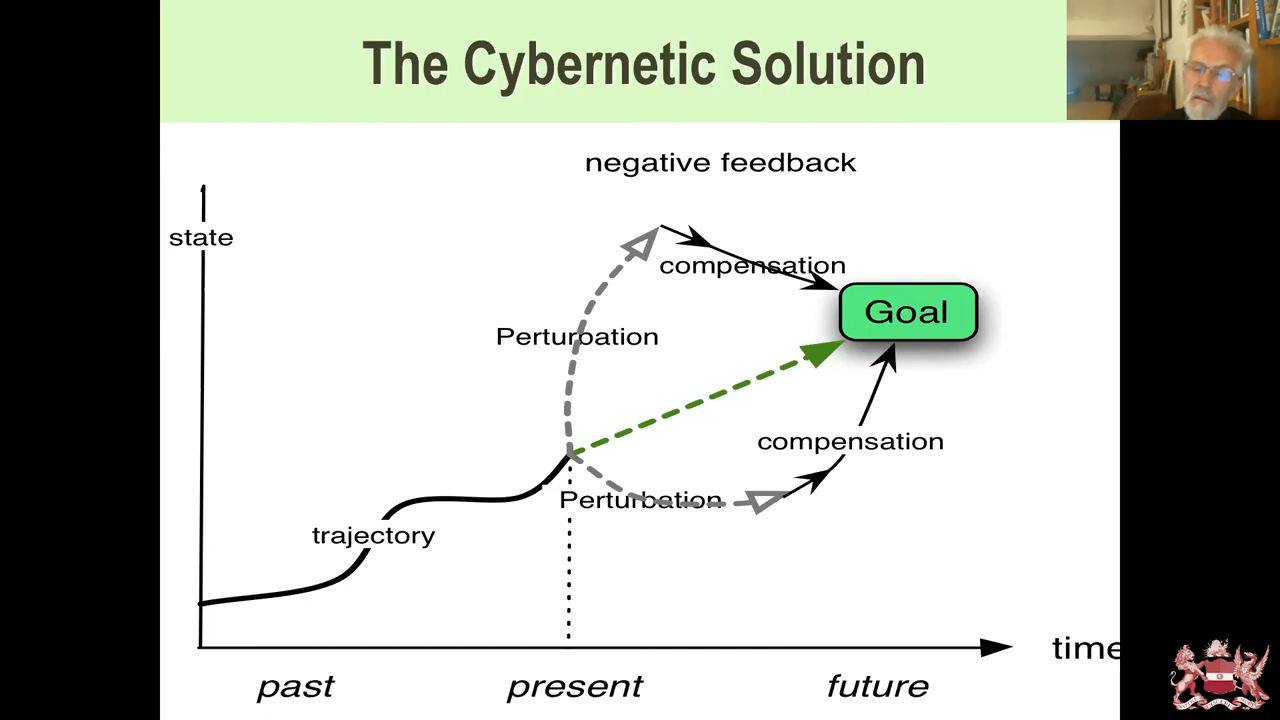 The Cybernetic Solution
negative feedback
state
compensation
Goal
Perturbation
compensation
Perturbation
trajectory
time
past present future